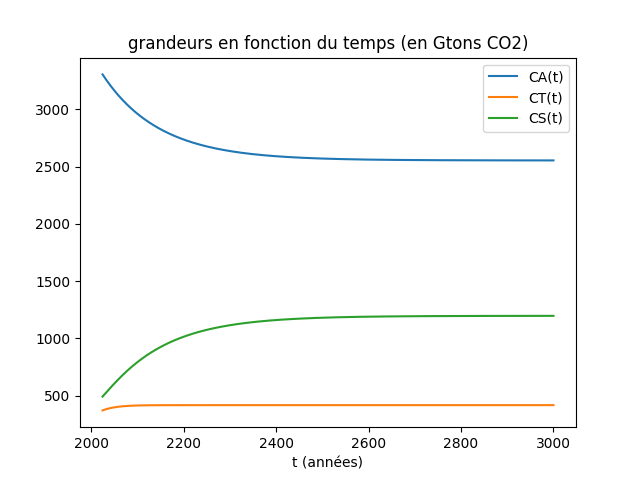 grandeurs en fonction du temps (en Gtons CO2)
CA(t)
CT(t)
CS(t)
3000
2500
2000
1500
1000
500
2000 2200 2400 2600 2800 3000
t (années)